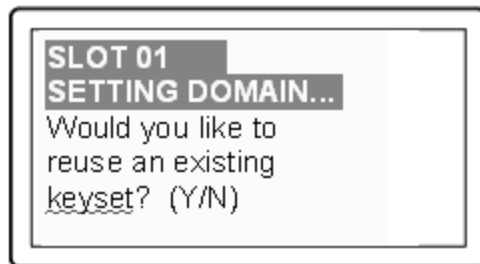 SLOT 01
SETTING DOMAIN...
Would you like to
reuse an existing
keyset? (Y/N)